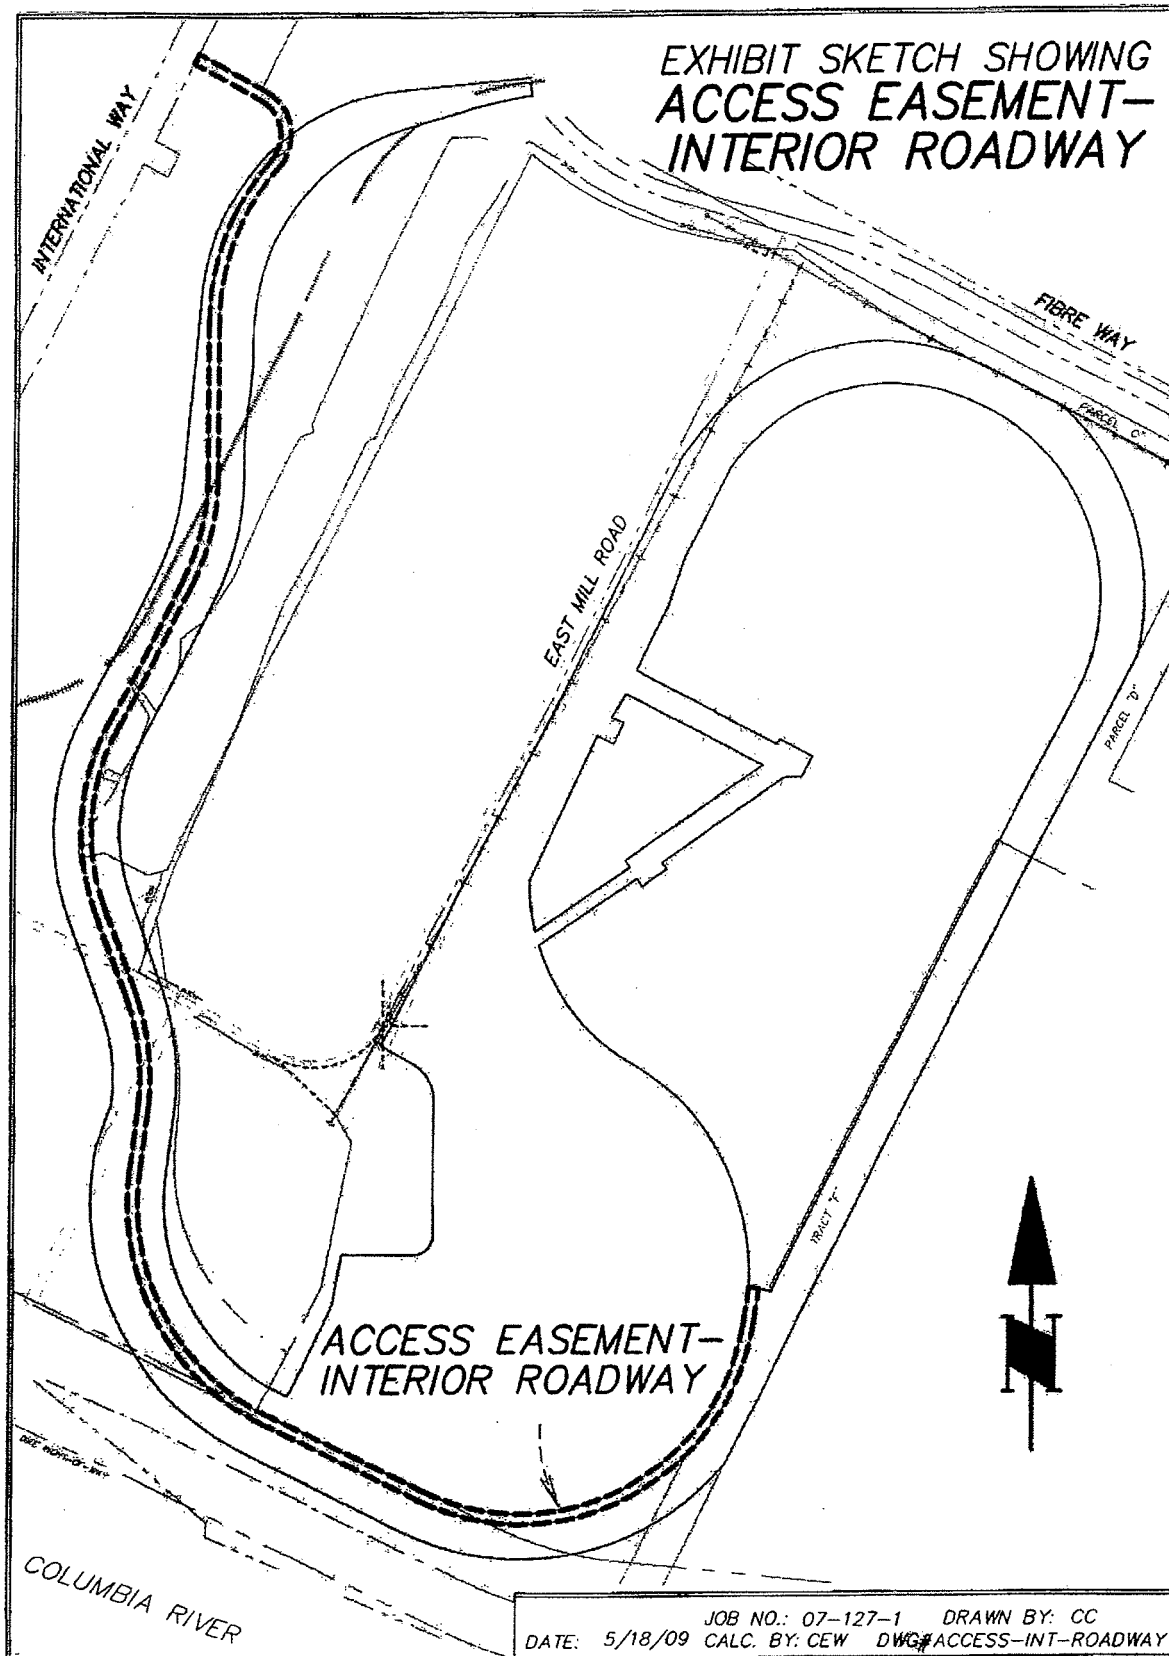 EXHIBIT SKETCH SHOWING
ACCESS EASEMENT-
INTERIOR ROADWAY
INTERNATIONAL WAY
FIBRE WAY
PARCEL "C"
EAST MILL ROAD
PARCEL "D"
TRACT "F"
ACCESS EASEMENT-
INTERIOR ROADWAY
N
COLUMBIA RIVER
JOB NO.: 07-127-1 DRAWN BY: CC
DATE: 5/18/09 CALC. BY: CEW DWG# ACCESS-INT-ROADWAY